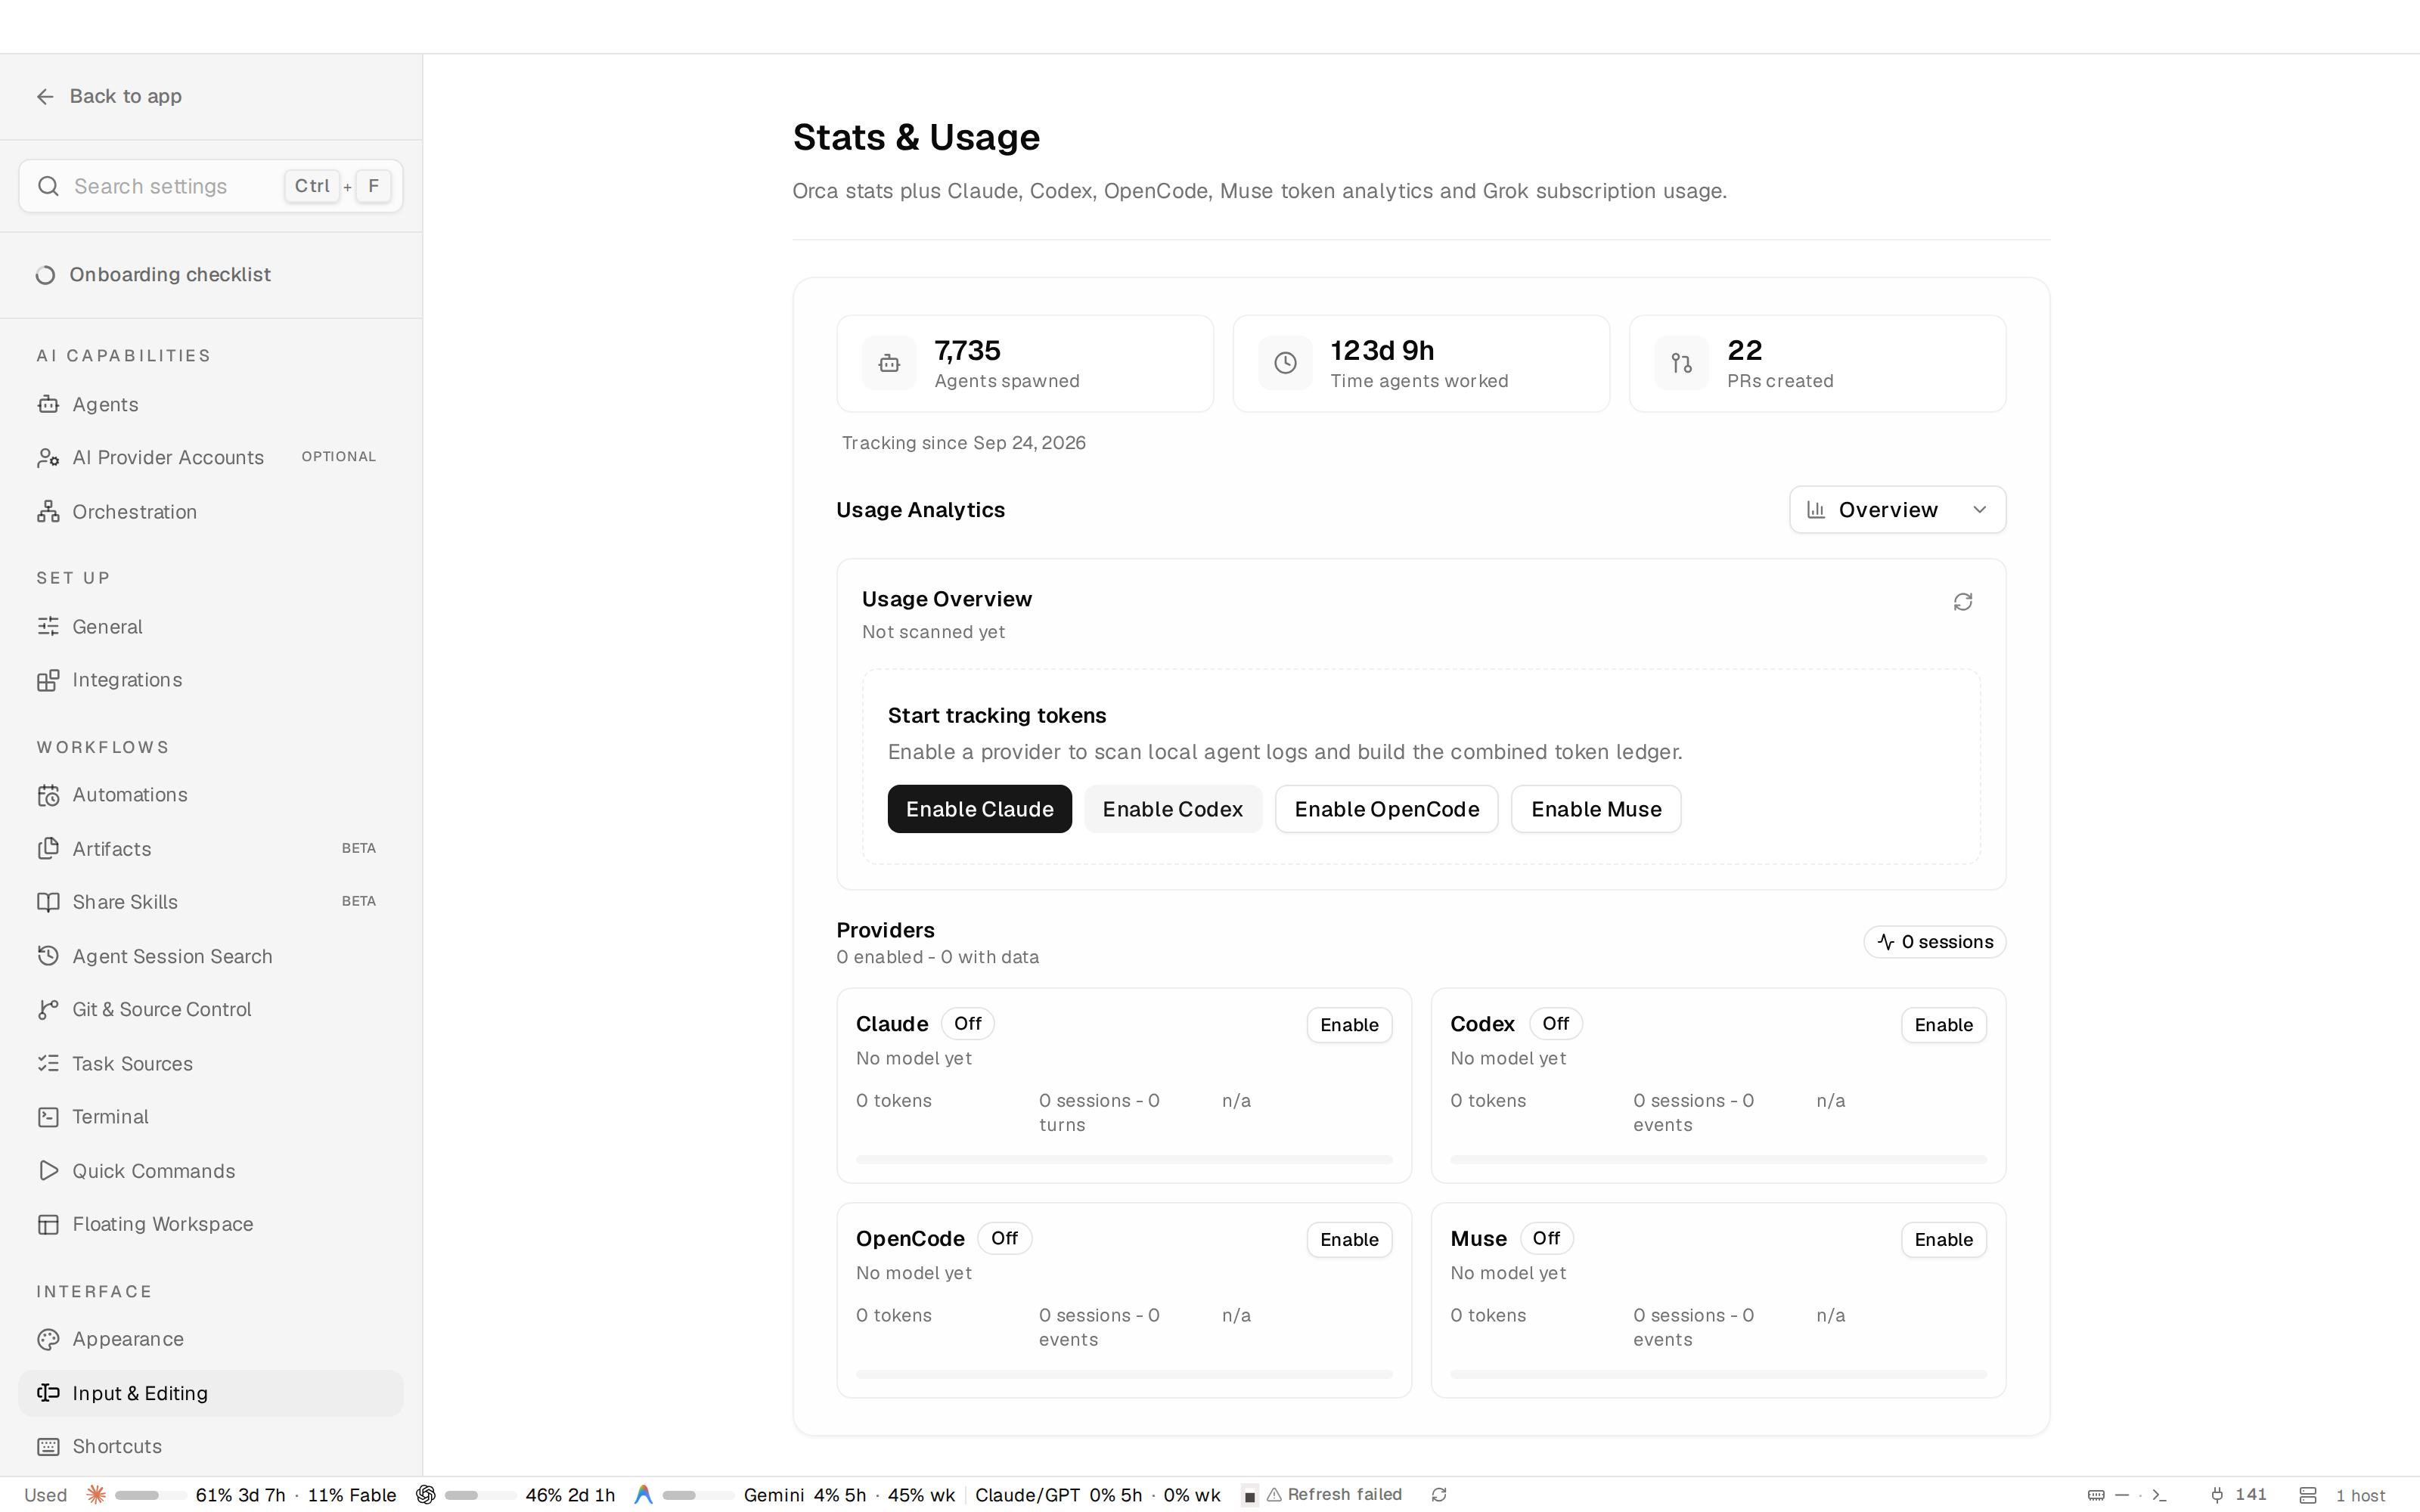 Back to app
Search settings Ctrl + F
Onboarding checklist
AI CAPABILITIES
Agents
AI Provider Accounts OPTIONAL
Orchestration
SET UP
General
Integrations
WORKFLOWS
Automations
Artifacts BETA
Share Skills BETA
Agent Session Search
Git & Source Control
Task Sources
Terminal
Quick Commands
Floating Workspace
INTERFACE
Appearance
Input & Editing
Shortcuts
Stats & Usage
Orca stats plus Claude, Codex, OpenCode, Muse token analytics and Grok subscription usage.
7,735
Agents spawned
123d 9h
Time agents worked
22
PRs created
Tracking since Sep 24, 2026
Usage Analytics
Overview
Usage Overview
Not scanned yet
Start tracking tokens
Enable a provider to scan local agent logs and build the combined token ledger.
Enable Claude Enable Codex Enable OpenCode Enable Muse
Providers
0 enabled - 0 with data
0 sessions
Claude Off Enable
No model yet
0 tokens 0 sessions - 0 turns n/a
Codex Off Enable
No model yet
0 tokens 0 sessions - 0 events n/a
OpenCode Off Enable
No model yet
0 tokens 0 sessions - 0 events n/a
Muse Off Enable
No model yet
0 tokens 0 sessions - 0 events n/a
Used 61% 3d 7h · 11% Fable 46% 2d 1h Gemini 4% 5h · 45% wk Claude/GPT 0% 5h · 0% wk Refresh failed — · 141 1 host